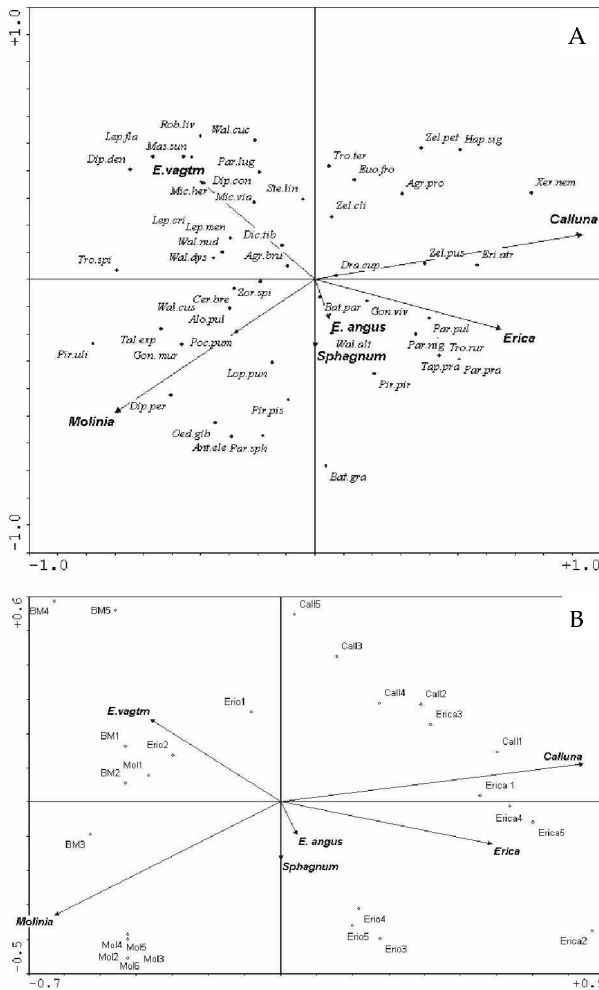 +1.0
A
Rob.liv
Wal.cuc
Lep.fla
Mas.sun
Zel.pet
Hap.sig
Dip.den
E.vagtm
Par.lug
Tro.ter
Euo.fro
Dip.con
Mic.her
Mic.via
Ste.lin
Agr.pro
Xer.nem
Calluna
Lep.cri
Lep.men
Zel.cli
Wal.nud
Dic.tib
Tro.spi
Wal.dys
Agr.bru
Dra.cup
Zel.pus
Eri.atr
Cer.bre
Zor.spi
Wal.cus
Alo.pul
Bat.par
Gon.viv
E. angus
Par.pul
Erica
Tal.exp
Poc.pum
Wal.alt
Par.nig
Tro.rur
Pir.uli
Gon.mur
Sphagnum
Tap.pra
Par.pra
Lop.pun
Pir.pir
Dip.per
Pir.pis
Molinia
Oed.gib
Ant.ele
Par.sph
Bat.gra
-1.0
-1.0
+1.0
+0.6
B
BM4
BM5
Call5
Call3
E.vagtm
Erio1
Call4
Call2
Erica3
BM1
Erio2
Call1
Calluna
Mol1
BM2
Erica 1
Erica4
Erica5
BM3
E. angus
Erica
Sphagnum
Molinia
Erio4
Erio5
Erio3
Erica2
Mol4
Mol5
Mol2
Mol3
Mol6
-0.5
-0.7